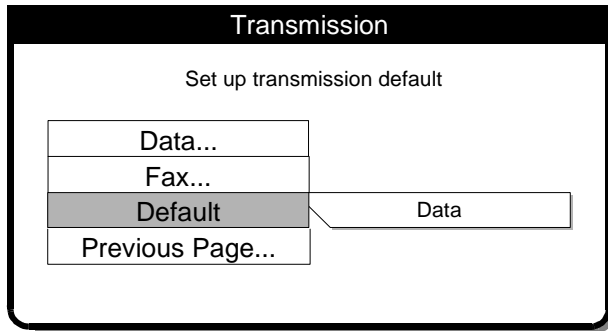 Transmission
Set up transmission default
Data...
Fax...
Default
Data
Previous Page...